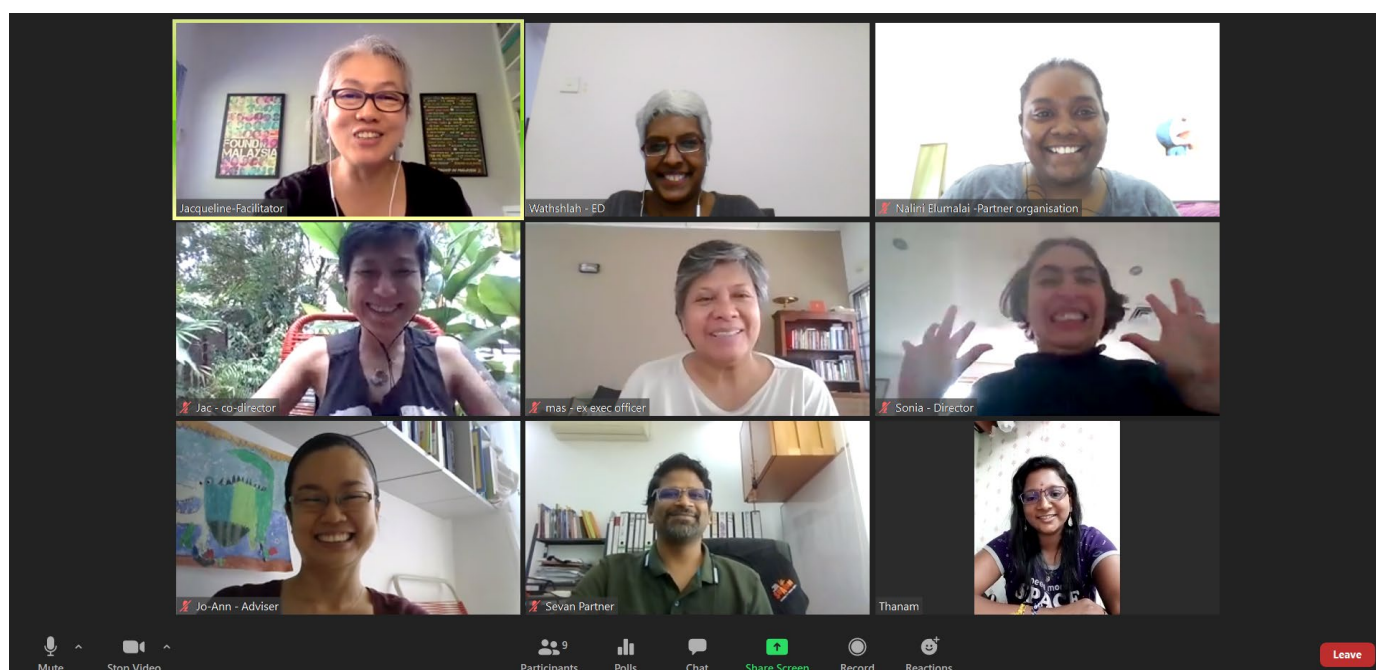 FOUND IN
MALAYSIA
Jacqueline-Facilitator
Wathshlah - ED
Nalini Elumalai -Partner organisation
Jac - co-director
mas - ex exec officer
Sonia - Director
Jo-Ann - Adviser
Sevan Partner
SPACE
Thanam
Mute
Stop Video
9
Participants
Polls
Chat
Share Screen
Record
Reactions
Leave